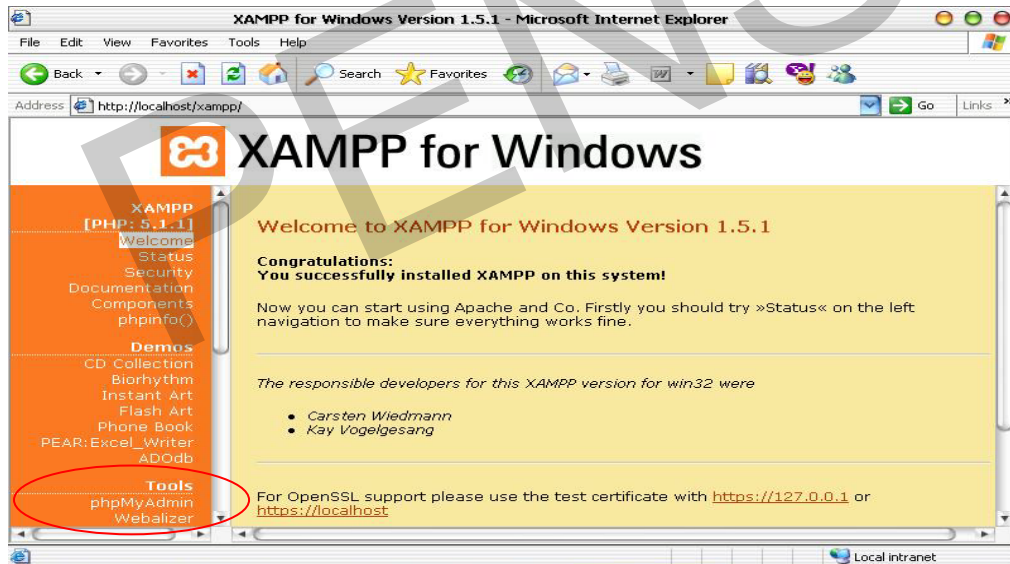 XAMPP for Windows Version 1.5.1 - Microsoft Internet Explorer
File Edit View Favorites Tools Help
Back Search Favorites
Address http://localhost/xampp/ Go Links »
XAMPP for Windows
XAMPP
[PHP: 5.1.1]
Welcome
Status
Security
Documentation
Components
phpinfo()
Demos
CD Collection
Biorhythm
Instant Art
Flash Art
Phone Book
PEAR:Excel_Writer
ADOdb
Tools
phpMyAdmin
Webalizer
Welcome to XAMPP for Windows Version 1.5.1
Congratulations:
You successfully installed XAMPP on this system!
Now you can start using Apache and Co. Firstly you should try »Status« on the left
navigation to make sure everything works fine.
The responsible developers for this XAMPP version for win32 were
Carsten Wiedmann
Kay Vogelgesang
For OpenSSL support please use the test certificate with https://127.0.0.1 or
https://localhost
Local intranet
PENS